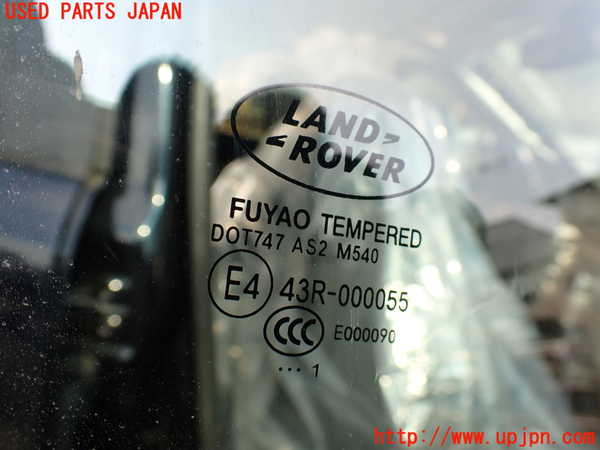 USED PARTS JAPAN
LAND
ROVER
FUYAO TEMPERED
DOT747 AS2 M540
E4 43R-000055
CCC E000090
... 1
http://www.upjpn.com